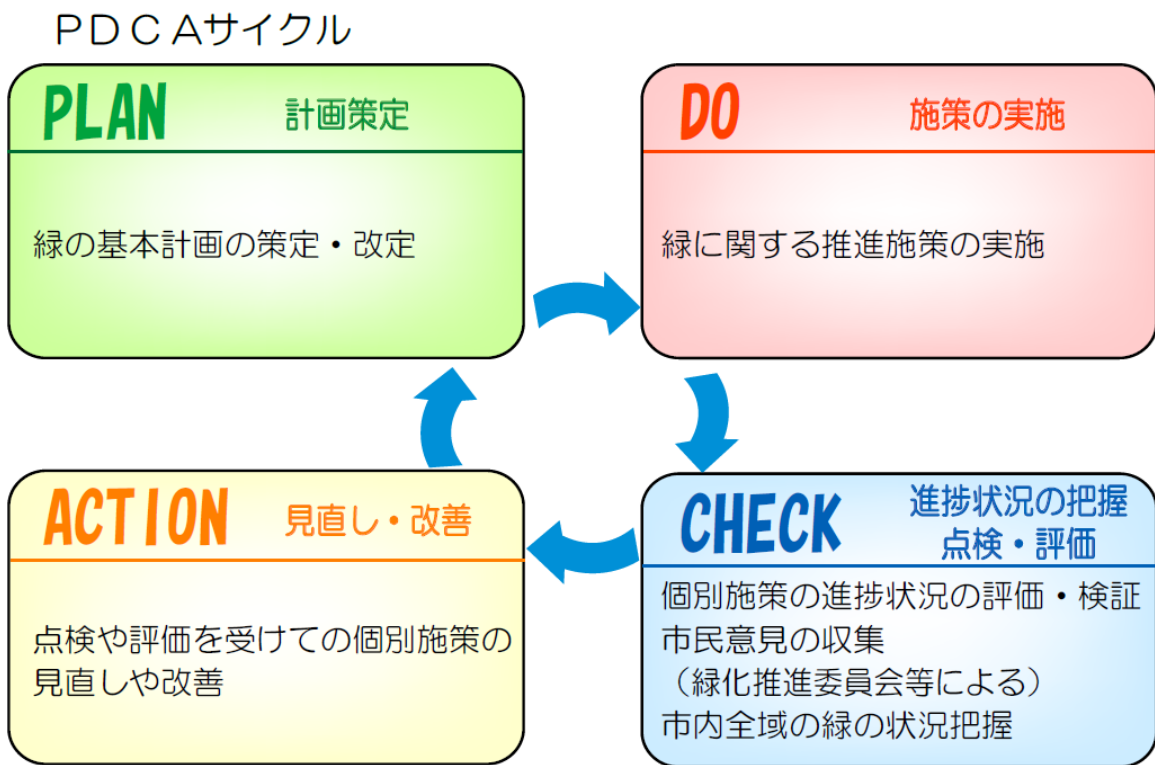 PDCAサイクル
PLAN 計画策定
緑の基本計画の策定・改定
DO 施策の実施
緑に関する推進施策の実施
CHECK 進捗状況の把握
点検・評価
個別施策の進捗状況の評価・検証
市民意見の収集
（緑化推進委員会等による）
市内全域の緑の状況把握
ACTION 見直し・改善
点検や評価を受けての個別施策の
見直しや改善